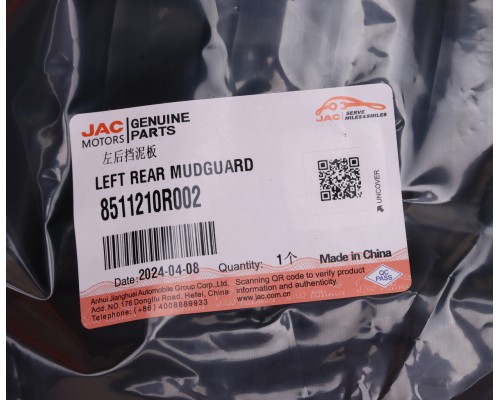 JAC MOTORS GENUINE PARTS
JAC SERVE MILES&SMILES
左后挡泥板
LEFT REAR MUDGUARD
8511210R002
UNCOVER
Date:2024-04-08 Quantity: 1个 Made in China
Scanning QR code to verify product
information and authenticity.
www.jac.com.cn
QC PASS
Anhui Jianghuai Automobile Group Corp.,Ltd.
Add:NO.176 Dongliu Road, Hefei, China
Telephone: (+86) 4008889933